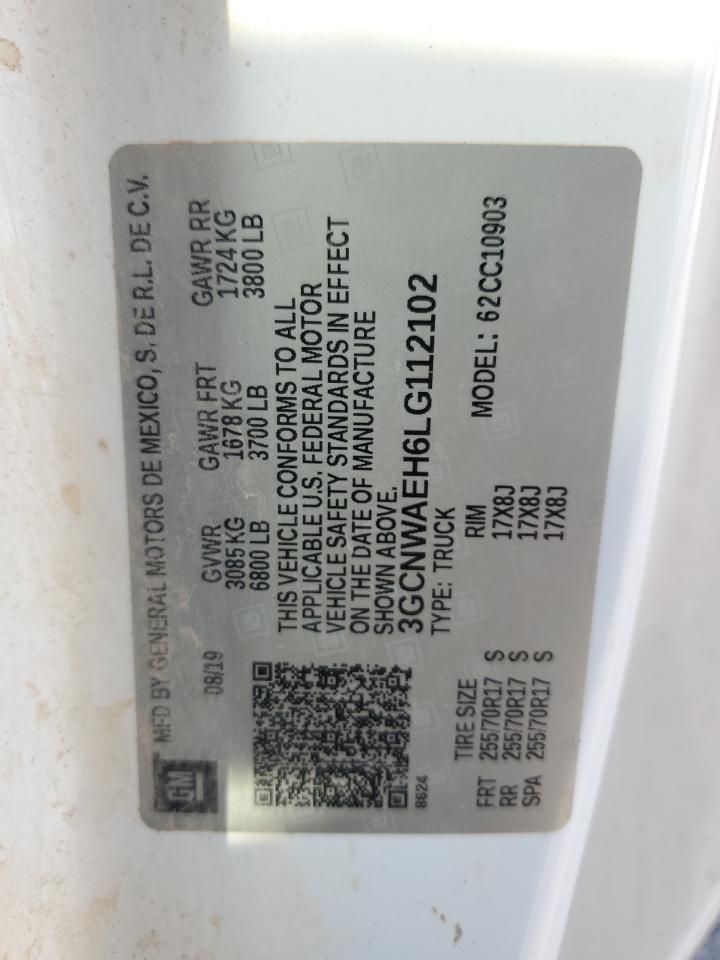 GM
MFD BY GENERAL MOTORS DE MEXICO, S. DE R.L. DE C.V.
08/19 GVWR GAWR FRT GAWR RR
3085 KG 1678 KG 1724 KG
6800 LB 3700 LB 3800 LB
THIS VEHICLE CONFORMS TO ALL
APPLICABLE U.S. FEDERAL MOTOR
VEHICLE SAFETY STANDARDS IN EFFECT
ON THE DATE OF MANUFACTURE
SHOWN ABOVE.
3GCNWAEH6LG112102
8624
TYPE: TRUCK
MODEL: 62CC10903
TIRE SIZE RIM
FRT 255/70R17 S 17X8J
RR 255/70R17 S 17X8J
SPA 255/70R17 S 17X8J